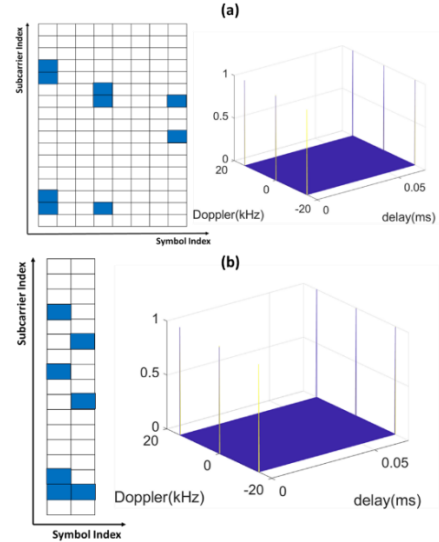 (a)
Subcarrier Index
Symbol Index
1
0.5
0
20
0
-20
Doppler(kHz)
0
0.05
delay(ms)
(b)
Subcarrier Index
Symbol Index
1
0.5
0
20
0
-20
Doppler(kHz)
0
0.05
delay(ms)